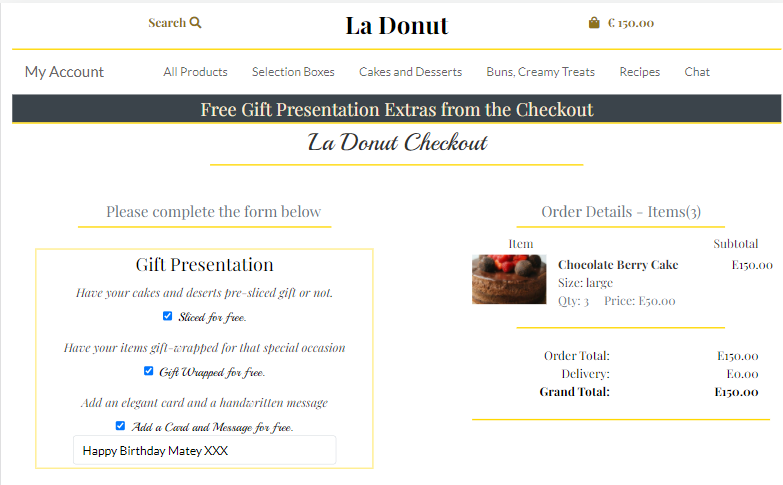 Search
La Donut
€ 150.00
My Account
All Products
Selection Boxes
Cakes and Desserts
Buns, Creamy Treats
Recipes
Chat
Free Gift Presentation Extras from the Checkout
La Donut Checkout
Please complete the form below
Gift Presentation
Have your cakes and deserts pre-sliced gift or not.
Sliced for free.
Have your items gift-wrapped for that special occasion
Gift Wrapped for free.
Add an elegant card and a handwritten message
Add a Card and Message for free.
Happy Birthday Matey XXX
Order Details - Items(3)
Item Subtotal
Chocolate Berry Cake E150.00
Size: large
Qty: 3 Price: E50.00
Order Total: E150.00
Delivery: E0.00
Grand Total: E150.00